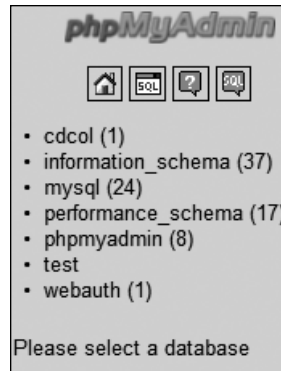 phpMyAdmin
SQL ? SQL
• cdcol (1)
• information_schema (37)
• mysql (24)
• performance_schema (17)
• phpmyadmin (8)
• test
• webauth (1)
Please select a database